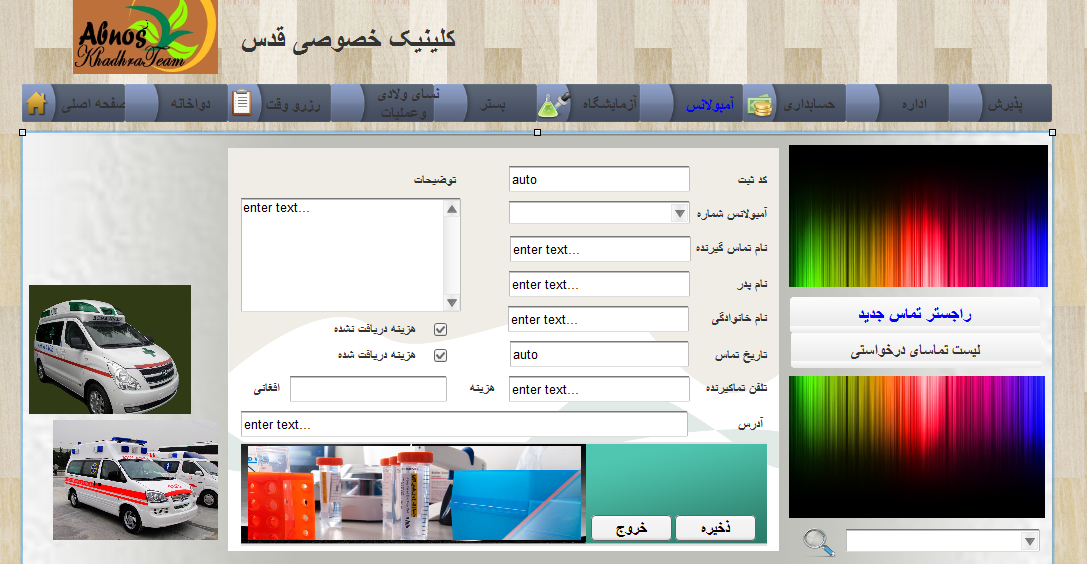 Abnos
KhadhraTeam
کلینیک خصوصی قدس
پذیرش
اداره
حسابداری
آمبولانس
آزمایشگاه
بستر
نسای ولادی
وعملیات
رزرو وقت
دواخانه
صفحه اصلی
کد ثبت
auto
توضیحات
enter text...
آمبولانس شماره
نام تماس گیرنده
enter text...
نام پدر
enter text...
نام خانوادگی
enter text...
هزینه دریافت نشده
تاریخ تماس
auto
هزینه دریافت شده
تلفن تماگیرنده
enter text...
هزینه
افغانی
آدرس
enter text...
ذخیره
خروج
راجستر تماس جدید
لیست تماسای درخواستی